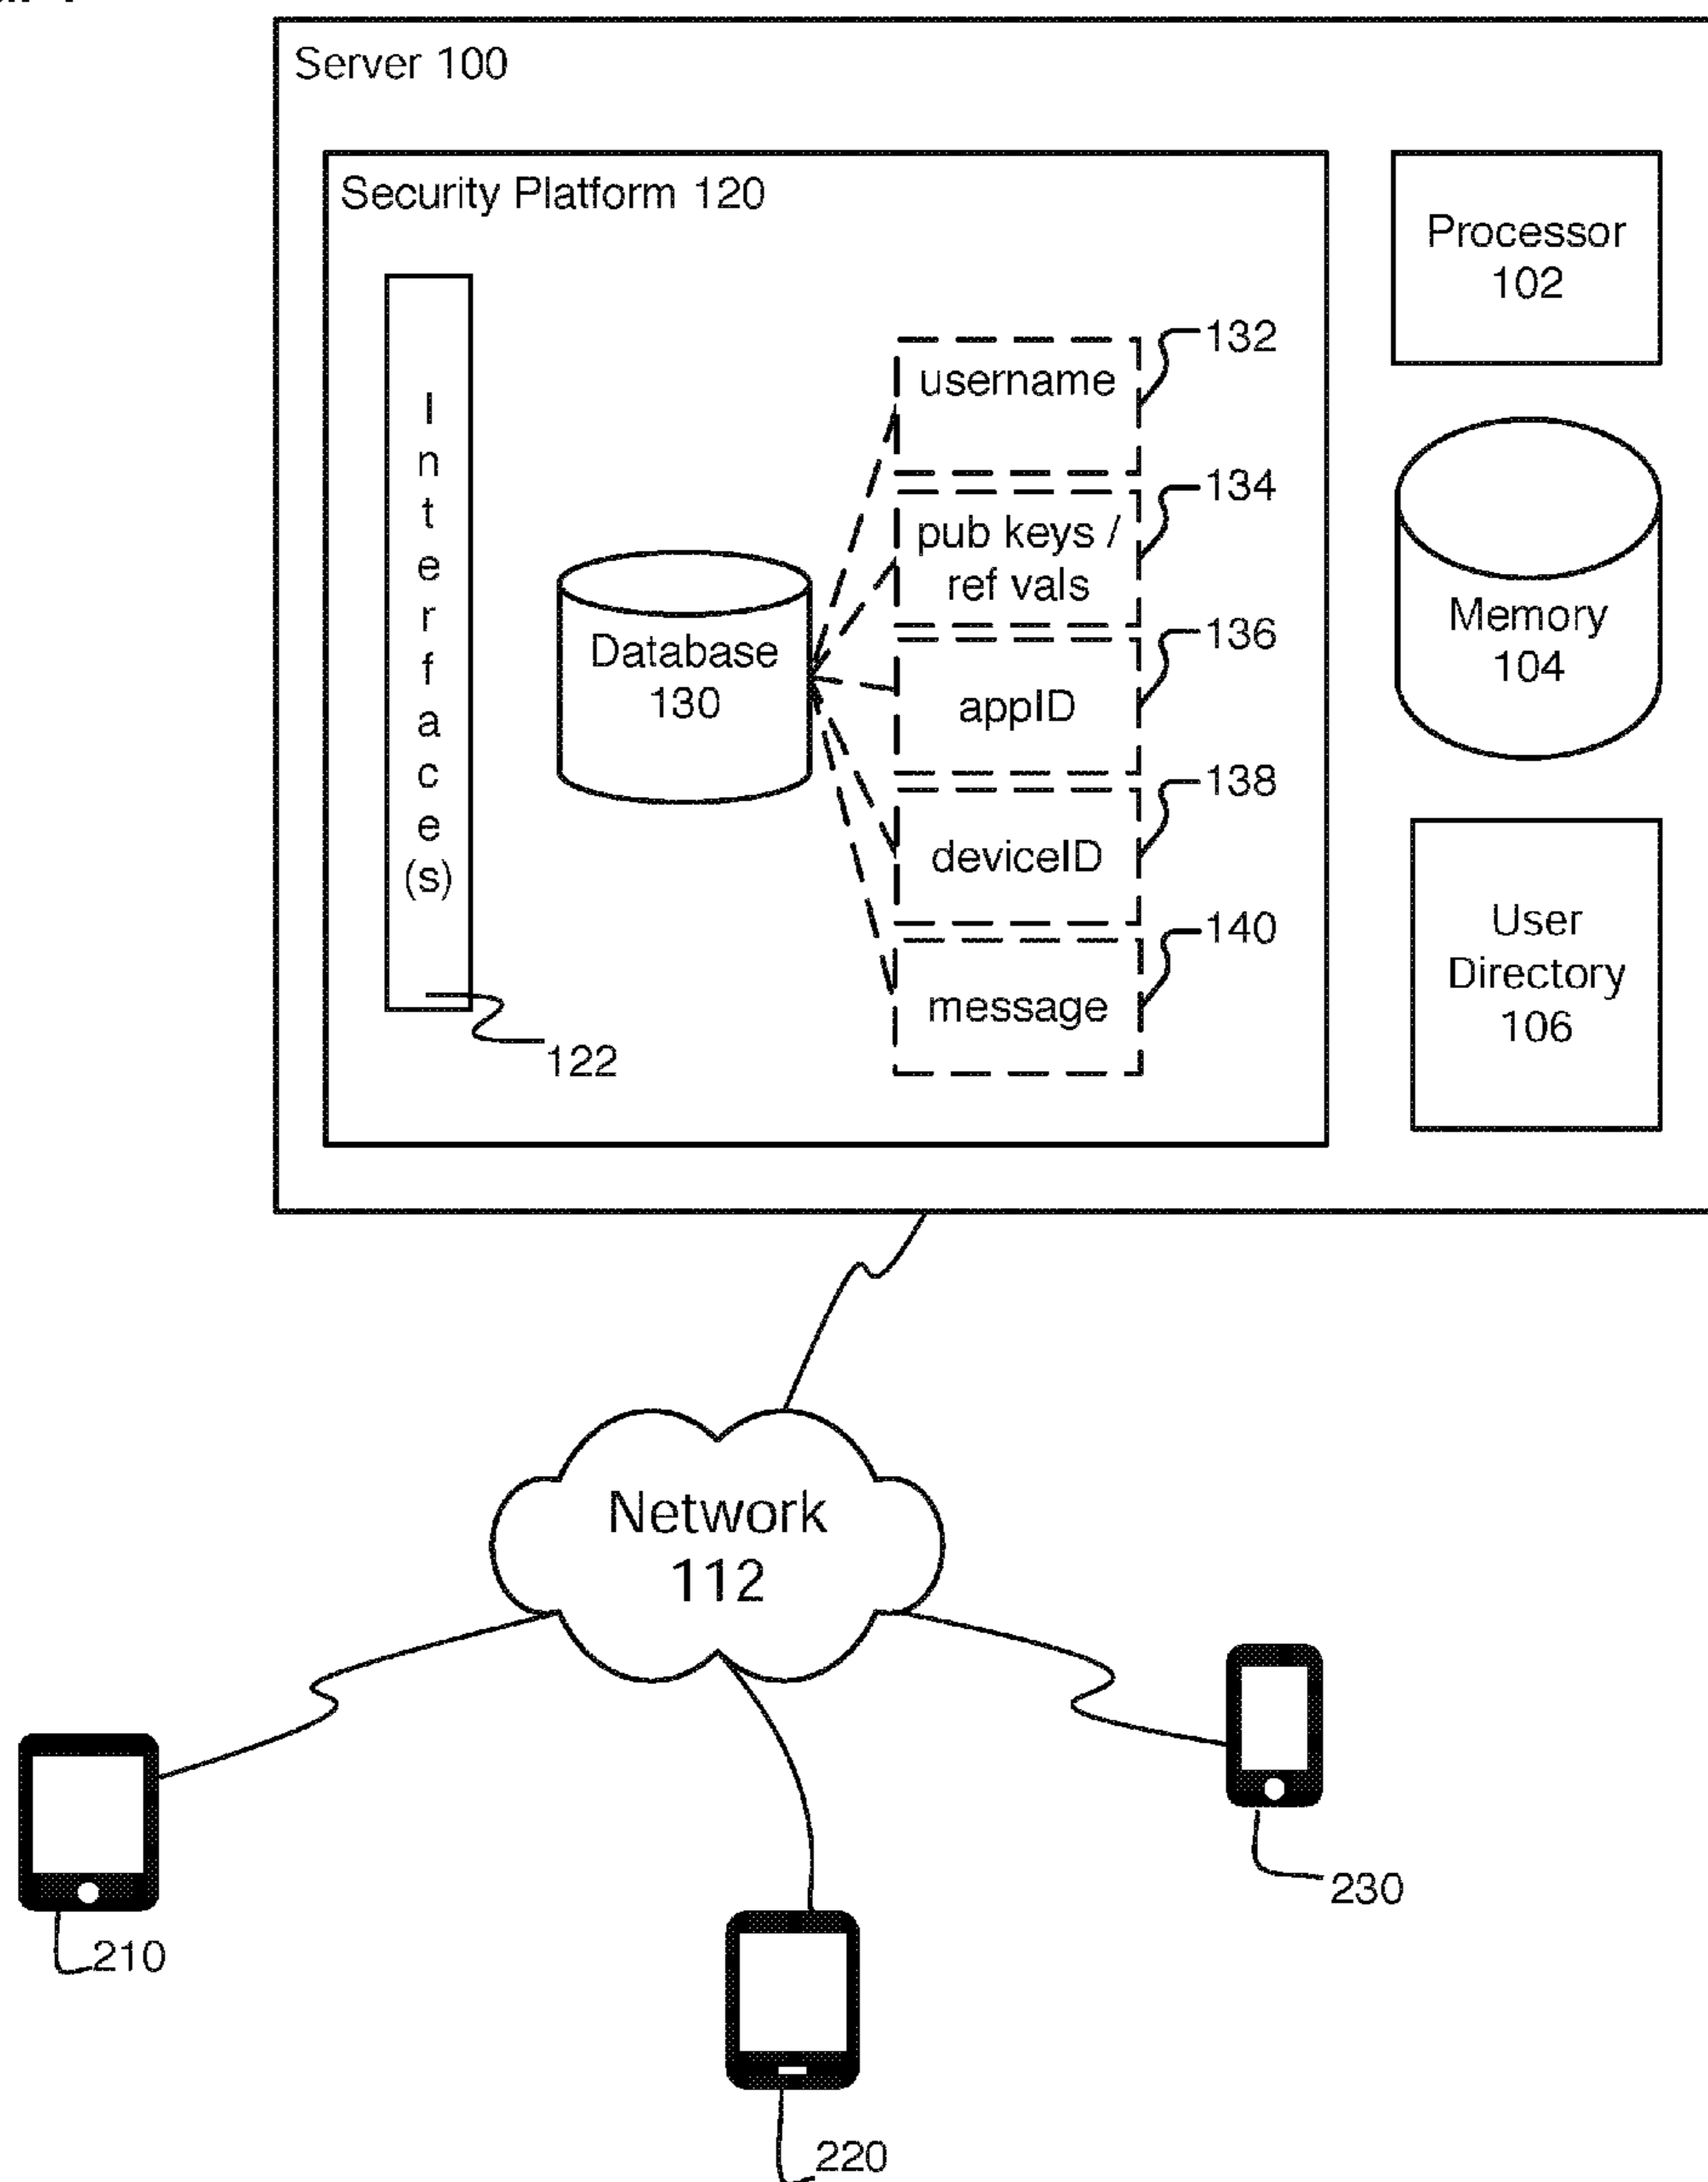 Server 100
Security Platform 120
Processor
102
Interface(s)
122
Database
130
username
132
pub keys /
ref vals
134
appID
136
deviceID
138
message
140
Memory
104
User
Directory
106
Network
112
210
220
230